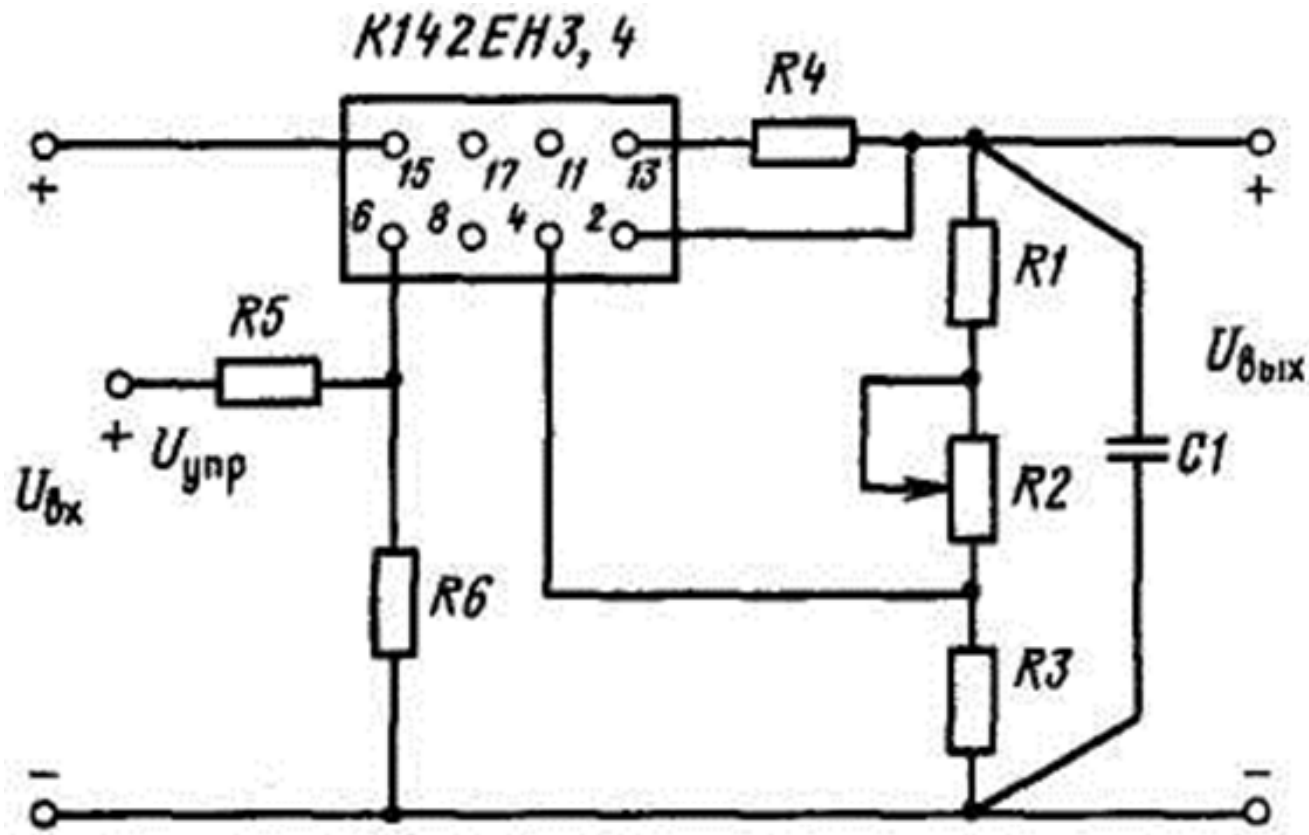 К142ЕН3, 4
R4
+
15 17 11 13
+
6 8 4 2
R5
R1
+ Uупр
Uвх
Uвых
R2
C1
R6
R3
−
−